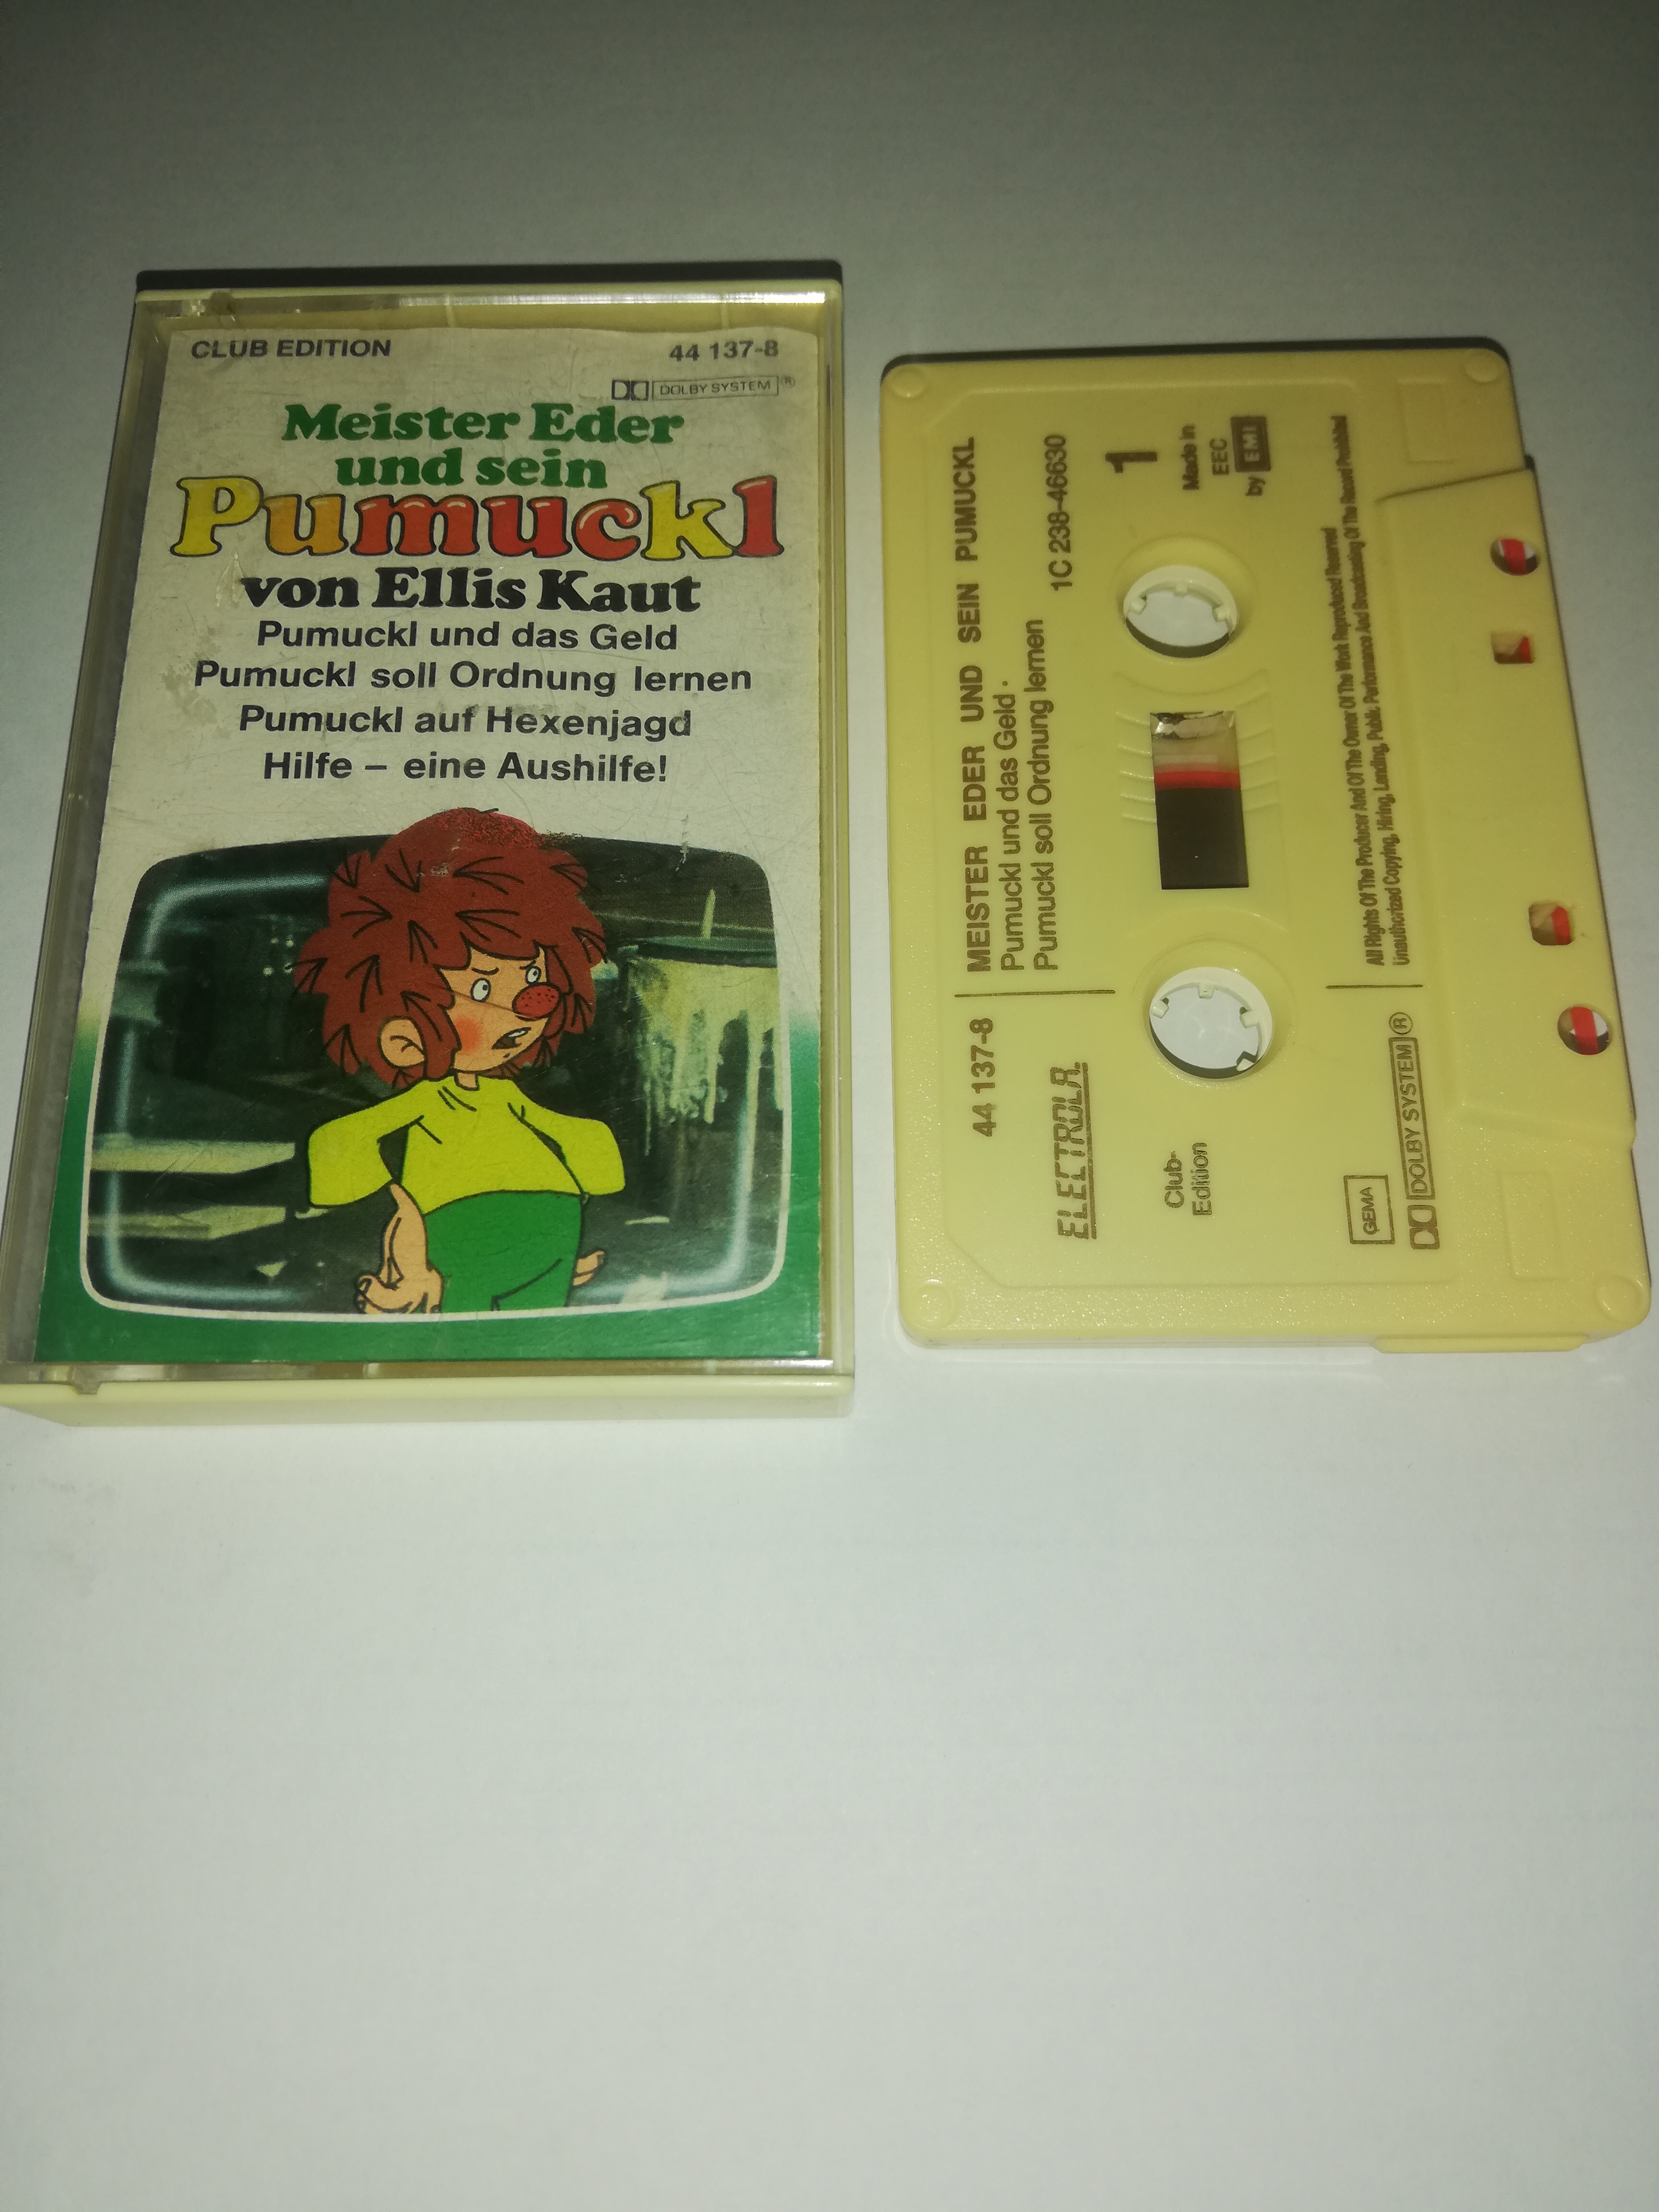 CLUB EDITION 44 137-8
DOLBY SYSTEM ®
Meister Eder
und sein
Pumuckl
von Ellis Kaut
Pumuckl und das Geld
Pumuckl soll Ordnung lernen
Pumuckl auf Hexenjagd
Hilfe – eine Aushilfe!
44 137-8 MEISTER EDER UND SEIN PUMUCKL
Pumuckl und das Geld ·
Pumuckl soll Ordnung lernen 1C 238-46630
ELECTROLA
1
Club-
Edition
Made in
EEC
by EMI
GEMA
DOLBY SYSTEM ®
All Rights Of The Producer And Of The Owner Of The Work Reproduced Reserved
Unauthorized Copying, Hiring, Lending, Public Performance And Broadcasting Of The Record Prohibited